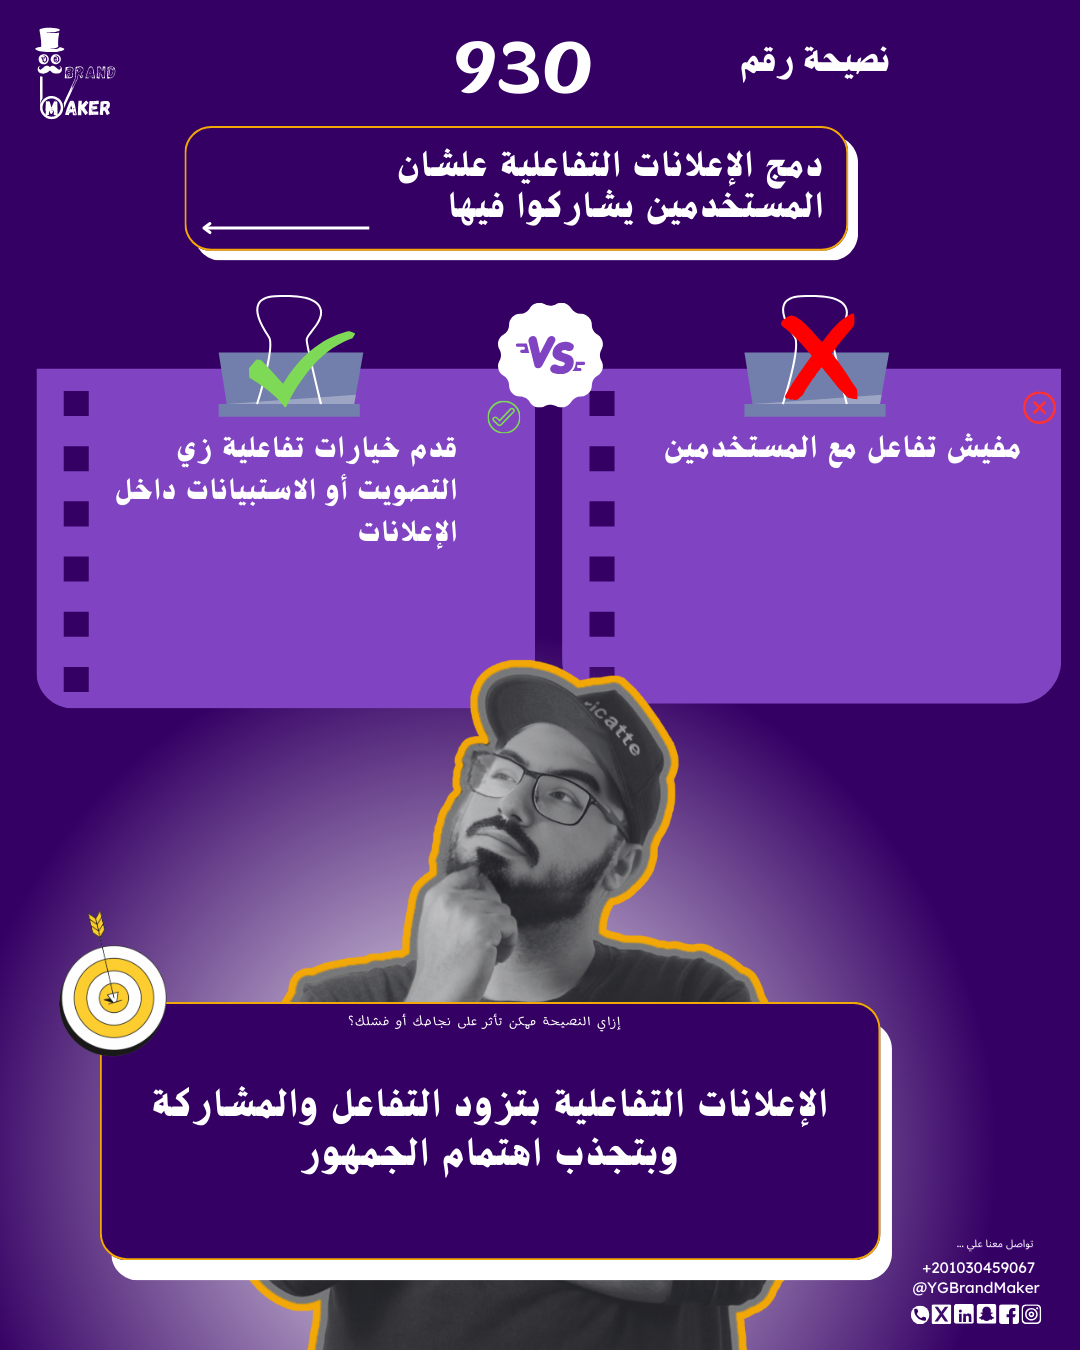 BRAND
MAKER
نصيحة رقم
930
دمج الإعلانات التفاعلية علشان
المستخدمين يشاركوا فيها
VS
مفيش تفاعل مع المستخدمين
قدم خيارات تفاعلية زي
التصويت أو الاستبيانات داخل
الإعلانات
icatte
إزاي النصيحة ممكن تأثر على نجاحك أو فشلك؟
الإعلانات التفاعلية بتزود التفاعل والمشاركة
وبتجذب اهتمام الجمهور
تواصل معنا علي ...
+201030459067
@YGBrandMaker